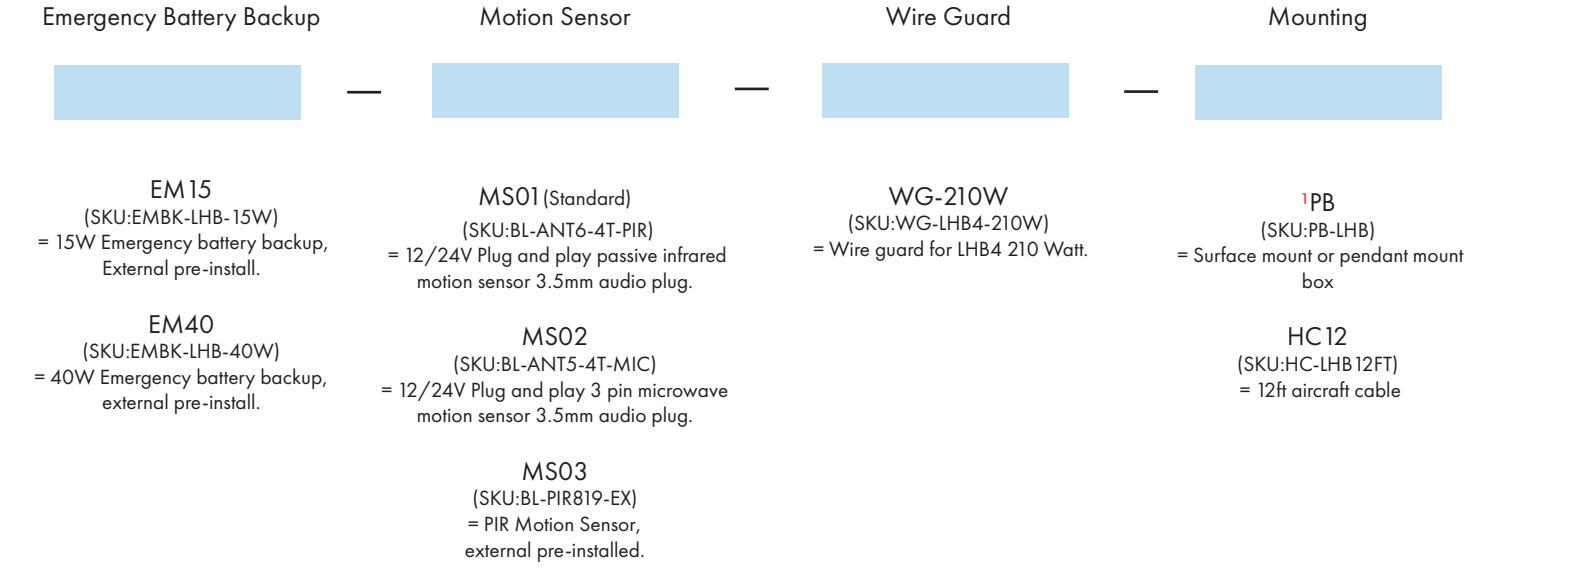 Emergency Battery Backup
Motion Sensor
Wire Guard
Mounting
—
—
—
EM15
(SKU:EMBK-LHB-15W)
= 15W Emergency battery backup,
External pre-install.
EM40
(SKU:EMBK-LHB-40W)
= 40W Emergency battery backup,
external pre-install.
MS01(Standard)
(SKU:BL-ANT6-4T-PIR)
= 12/24V Plug and play passive infrared
motion sensor 3.5mm audio plug.
MS02
(SKU:BL-ANT5-4T-MIC)
= 12/24V Plug and play 3 pin microwave
motion sensor 3.5mm audio plug.
MS03
(SKU:BL-PIR819-EX)
= PIR Motion Sensor,
external pre-installed.
WG-210W
(SKU:WG-LHB4-210W)
= Wire guard for LHB4 210 Watt.
¹PB
(SKU:PB-LHB)
= Surface mount or pendant mount
box
HC12
(SKU:HC-LHB12FT)
= 12ft aircraft cable